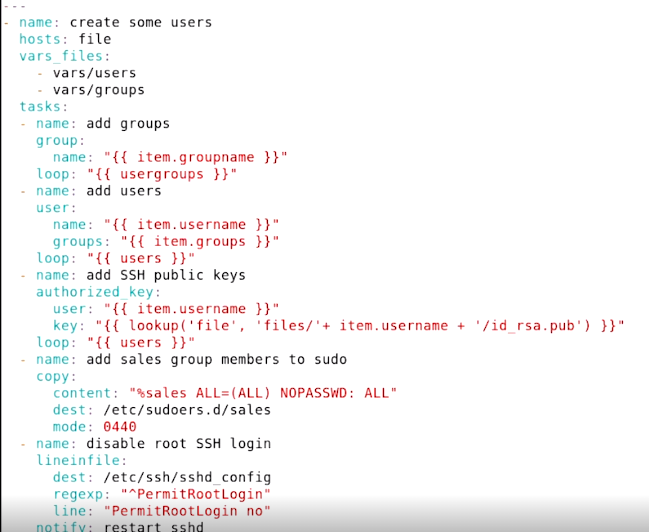 ---
- name: create some users
  hosts: file
  vars_files:
    - vars/users
    - vars/groups
  tasks:
  - name: add groups
    group:
      name: "{{ item.groupname }}"
    loop: "{{ usergroups }}"
  - name: add users
    user:
      name: "{{ item.username }}"
      groups: "{{ item.groups }}"
    loop: "{{ users }}"
  - name: add SSH public keys
    authorized_key:
      user: "{{ item.username }}"
      key: "{{ lookup('file', 'files/'+ item.username + '/id_rsa.pub') }}"
    loop: "{{ users }}"
  - name: add sales group members to sudo
    copy:
      content: "%sales ALL=(ALL) NOPASSWD: ALL"
      dest: /etc/sudoers.d/sales
      mode: 0440
  - name: disable root SSH login
    lineinfile:
      dest: /etc/ssh/sshd_config
      regexp: "^PermitRootLogin"
      line: "PermitRootLogin no"
    notify: restart sshd